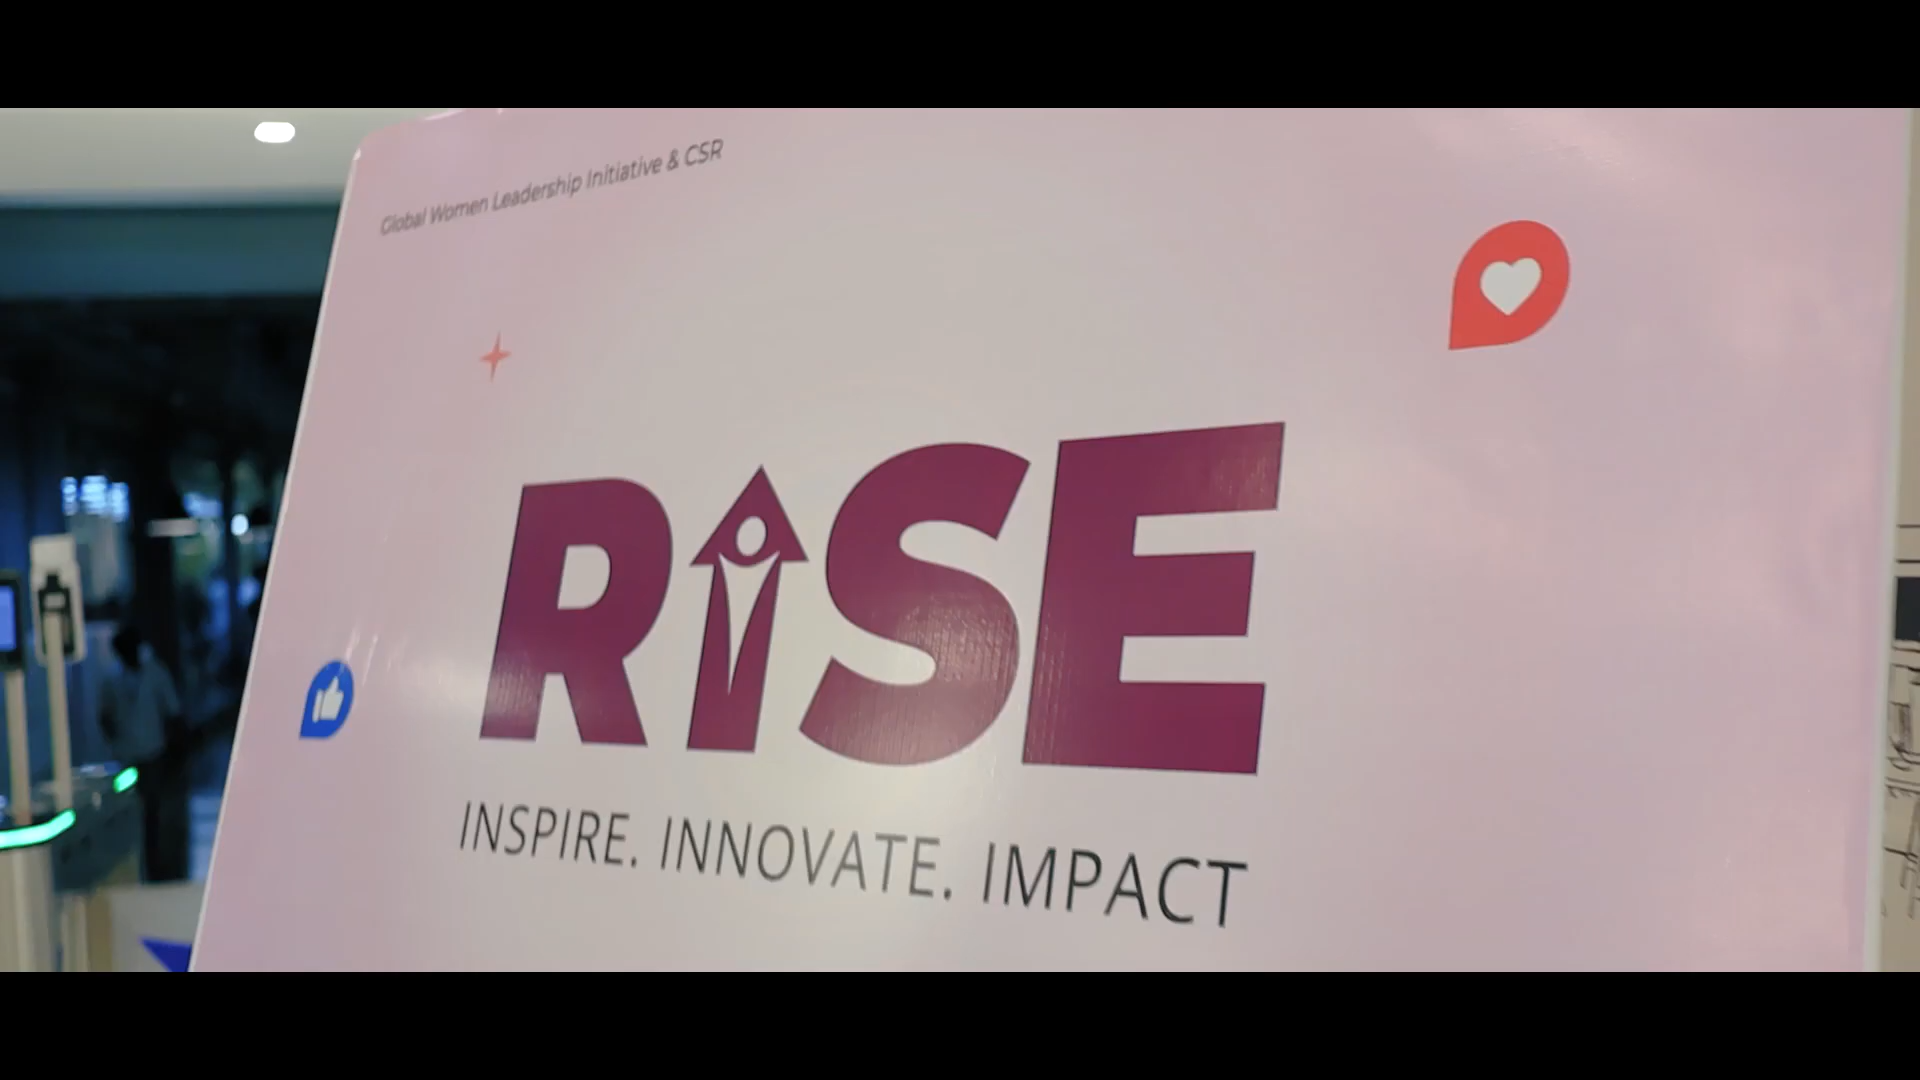 Global Women Leadership Initiative & CSR
RISE
INSPIRE. INNOVATE. IMPACT